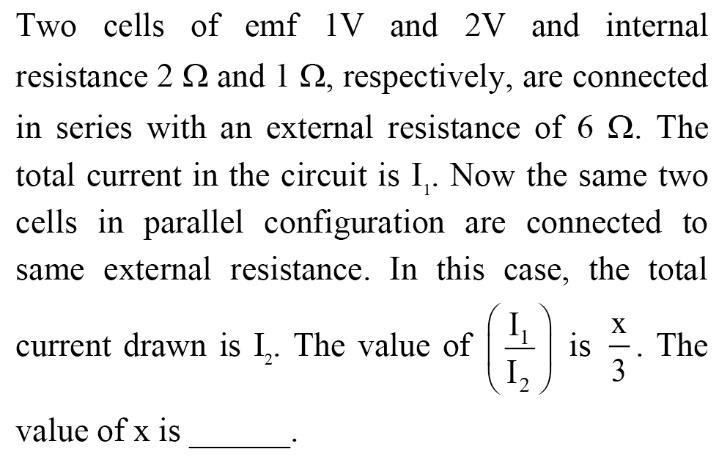 Two cells of emf 1V and 2V and internal
resistance 2 Ω and 1 Ω, respectively, are connected
in series with an external resistance of 6 Ω. The
total current in the circuit is I₁. Now the same two
cells in parallel configuration are connected to
same external resistance. In this case, the total
current drawn is I₂. The value of (I₁/I₂) is x/3. The
value of x is ______.